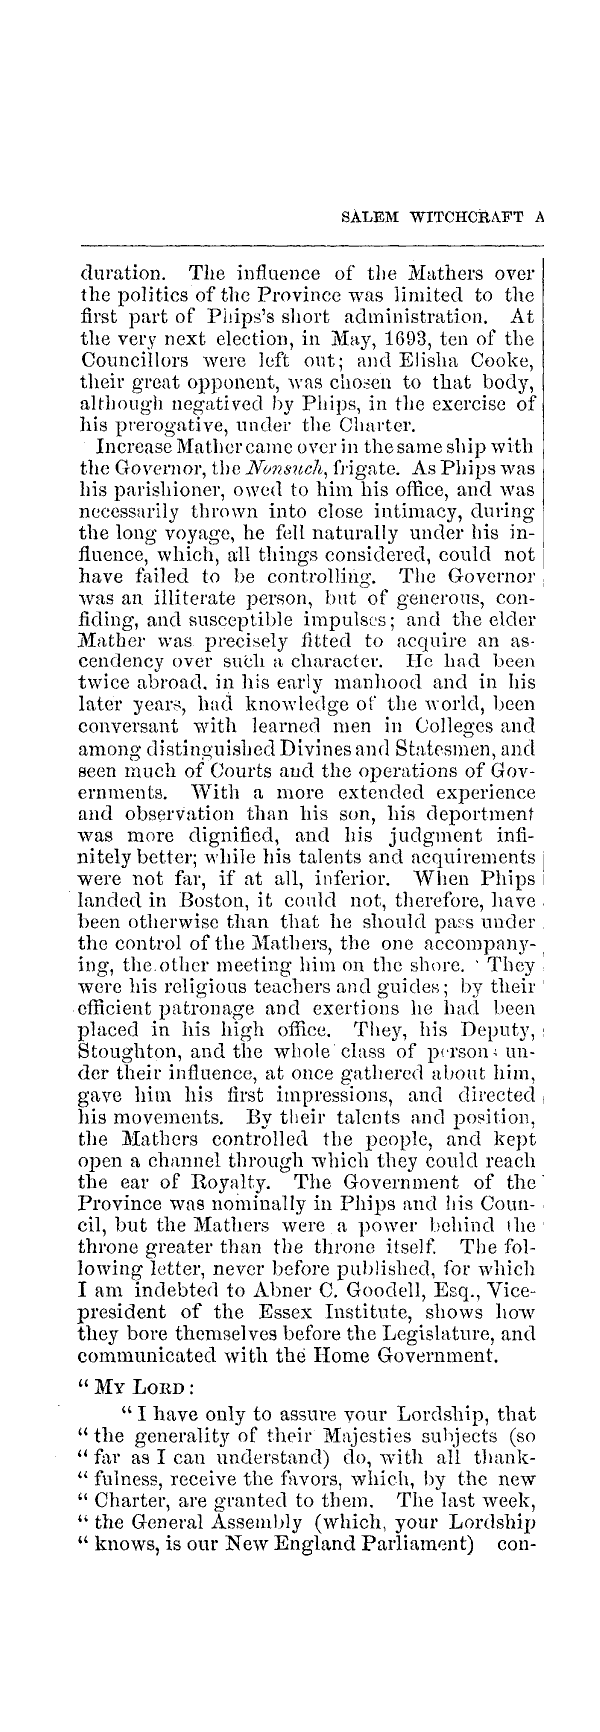 SALEM WITCHCRAFT A
duration. The influence of the Mathers over
the politics of the Province was limited to the
first part of Phips's short administration. At
the very next election, in May, 1693, ten of the
Councillors were left out; and Elisha Cooke,
their great opponent, was chosen to that body,
although negatived by Phips, in the exercise of
his prerogative, under the Charter.
Increase Mather came over in the same ship with
the Governor, the Nonsuch, frigate. As Phips was
his parishioner, owed to him his office, and was
necessarily thrown into close intimacy, during
the long voyage, he fell naturally under his in-
fluence, which, all things considered, could not
have failed to be controlling. The Governor
was an illiterate person, but of generous, con-
fiding, and susceptible impulses; and the elder
Mather was precisely fitted to acquire an as-
cendency over such a character. He had been
twice abroad, in his early manhood and in his
later years, had knowledge of the world, been
conversant with learned men in Colleges and
among distinguished Divines and Statesmen, and
seen much of Courts and the operations of Gov-
ernments. With a more extended experience
and observation than his son, his deportment
was more dignified, and his judgment infi-
nitely better; while his talents and acquirements
were not far, if at all, inferior. When Phips
landed in Boston, it could not, therefore, have
been otherwise than that he should pass under
the control of the Mathers, the one accompany-
ing, the other meeting him on the shore. They
were his religious teachers and guides; by their
efficient patronage and exertions he had been
placed in his high office. They, his Deputy,
Stoughton, and the whole class of persons un-
der their influence, at once gathered about him,
gave him his first impressions, and directed
his movements. By their talents and position,
the Mathers controlled the people, and kept
open a channel through which they could reach
the ear of Royalty. The Government of the
Province was nominally in Phips and his Coun-
cil, but the Mathers were a power behind the
throne greater than the throne itself. The fol-
lowing letter, never before published, for which
I am indebted to Abner C. Goodell, Esq., Vice-
president of the Essex Institute, shows how
they bore themselves before the Legislature, and
communicated with the Home Government.
“ MY LORD:
“ I have only to assure your Lordship, that
“ the generality of their Majesties subjects (so
“ far as I can understand) do, with all thank-
“ fulness, receive the favors, which, by the new
“ Charter, are granted to them. The last week,
“ the General Assembly (which, your Lordship
“ knows, is our New England Parliament) con-